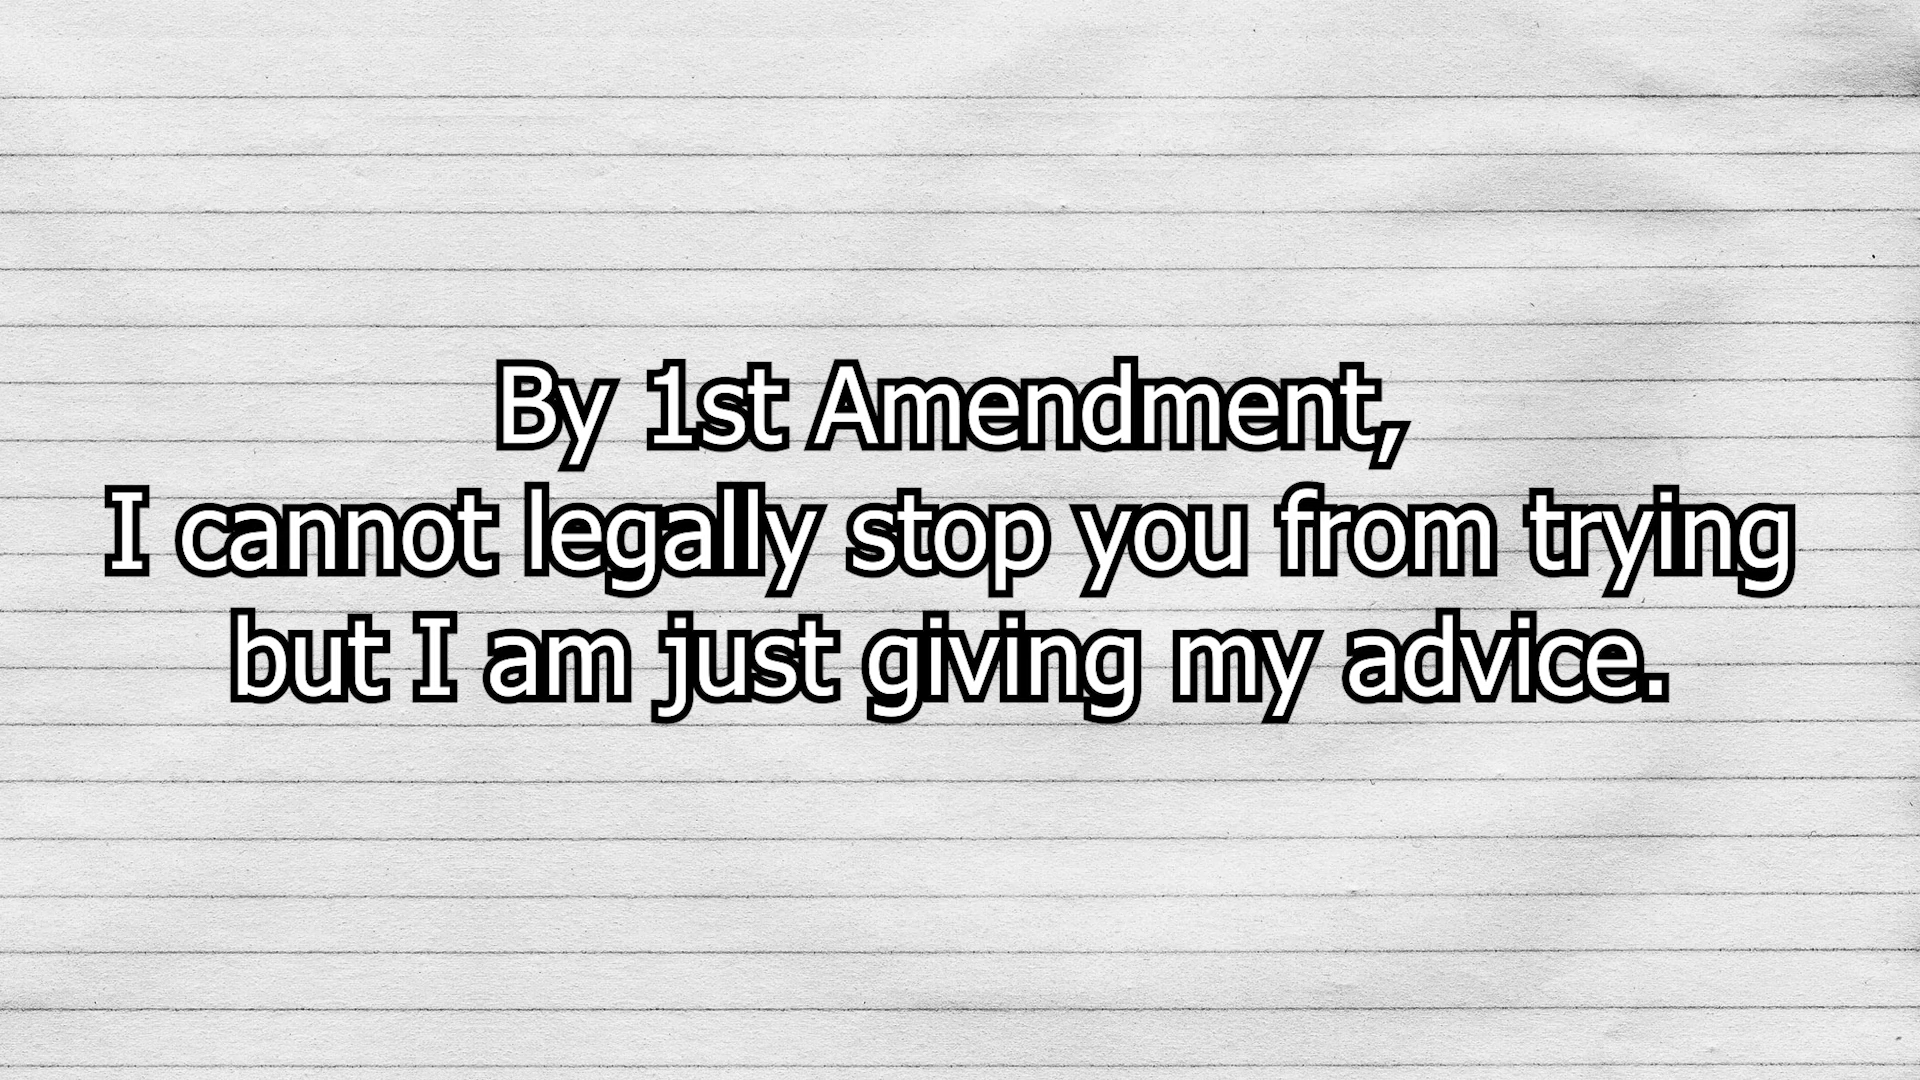 By 1st Amendment,
I cannot legally stop you from trying
but I am just giving my advice.